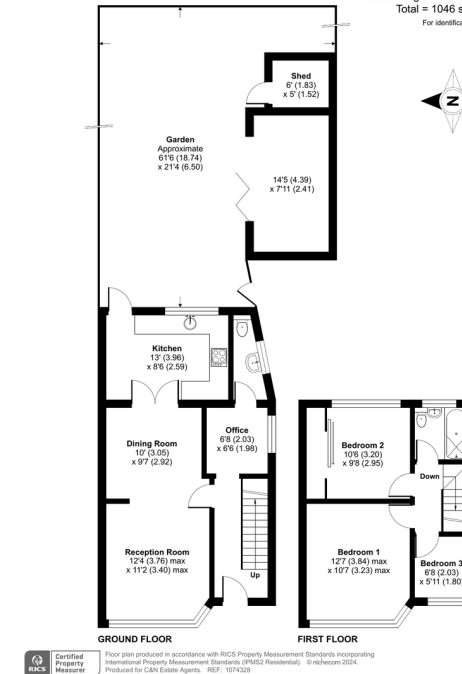 Total = 1046 s
For identifica
Shed
6' (1.83)
x 5' (1.52)
N
Garden
Approximate
61'6 (18.74)
x 21'4 (6.50)
14'5 (4.39)
x 7'11 (2.41)
Kitchen
13' (3.96)
x 8'6 (2.59)
Office
6'8 (2.03)
x 6'6 (1.98)
Dining Room
10' (3.05)
x 9'7 (2.92)
Bedroom 2
10'6 (3.20)
x 9'8 (2.95)
Down
Reception Room
12'4 (3.76) max
x 11'2 (3.40) max
Up
Bedroom 1
12'7 (3.84) max
x 10'7 (3.23) max
Bedroom 3
6'8 (2.03)
x 5'11 (1.80)
GROUND FLOOR
FIRST FLOOR
RICS
Certified
Property
Measurer
Floor plan produced in accordance with RICS Property Measurement Standards incorporating
International Property Measurement Standards (IPMS2 Residential). © nichecom 2024.
Produced for C&N Estate Agents. REF: 1074328